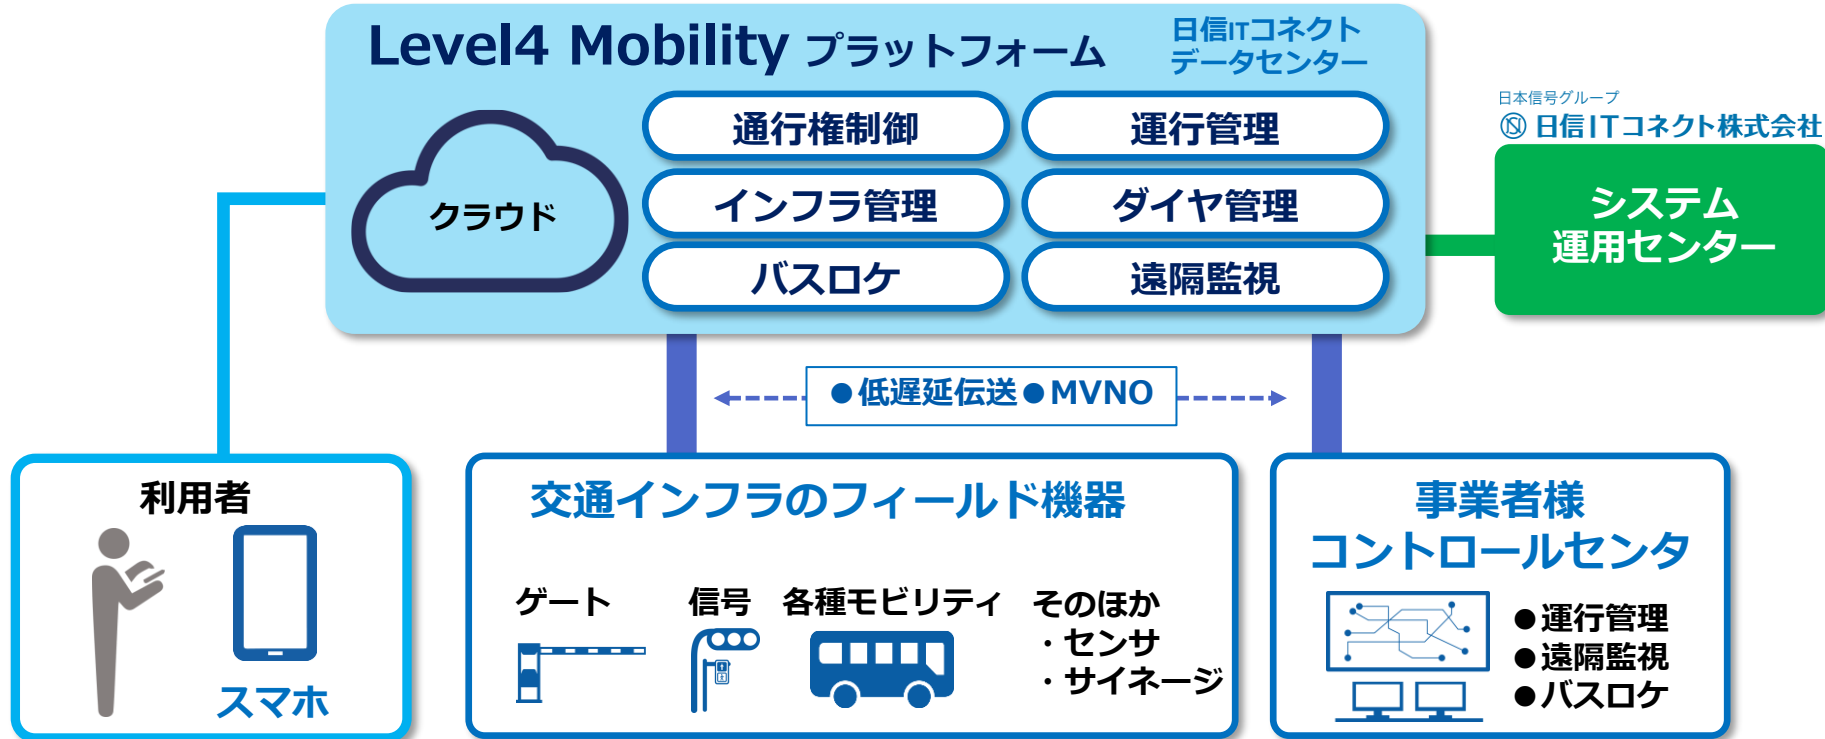 Level4 Mobility プラットフォーム
日信ITコネクト
データセンター
クラウド
通行権制御
運行管理
インフラ管理
ダイヤ管理
バスロケ
遠隔監視
日本信号グループ
日信ITコネクト株式会社
システム
運用センター
●低遅延伝送●MVNO
利用者
スマホ
交通インフラのフィールド機器
ゲート
信号
各種モビリティ
そのほか
・センサ
・サイネージ
事業者様
コントロールセンタ
●運行管理
●遠隔監視
●バスロケ